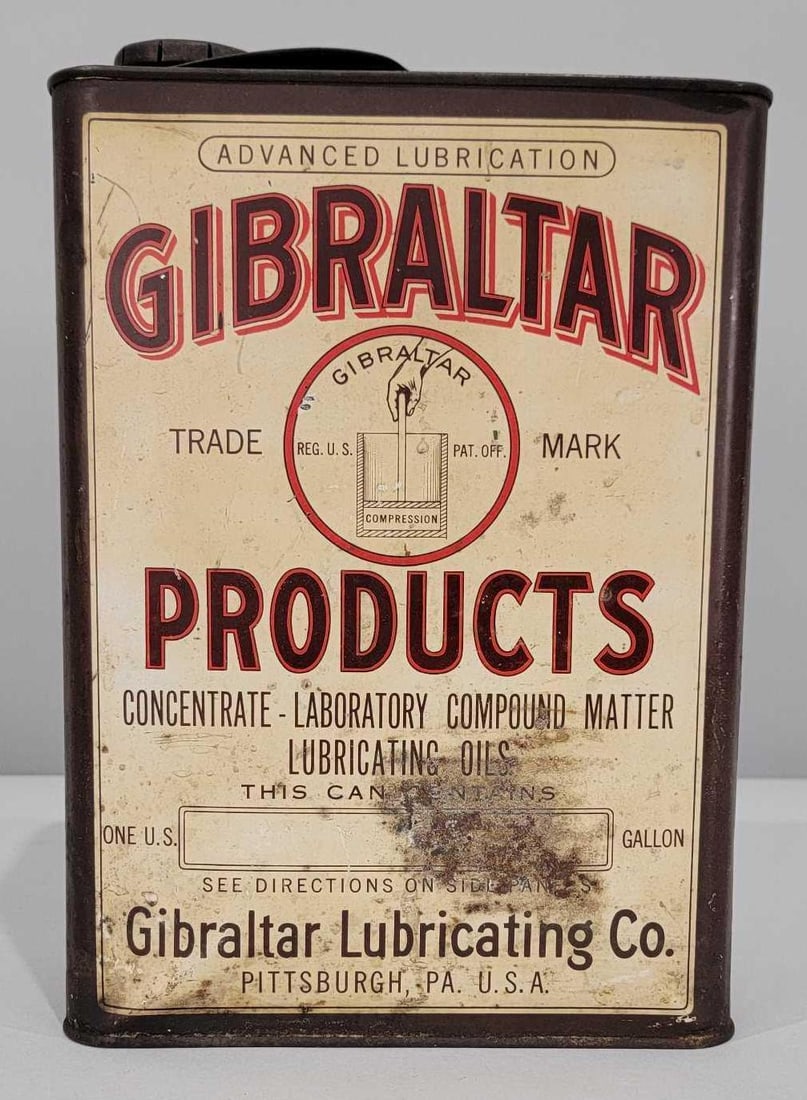 ADVANCED LUBRICATION
GIBRALTAR
GIBRALTAR
TRADE MARK
REG. U. S. PAT. OFF.
COMPRESSION
PRODUCTS
CONCENTRATE - LABORATORY COMPOUND MATTER
LUBRICATING OILS
THIS CAN CONTAINS
ONE U.S. GALLON
SEE DIRECTIONS ON SIDE PANELS
Gibraltar Lubricating Co.
PITTSBURGH, PA. U.S.A.